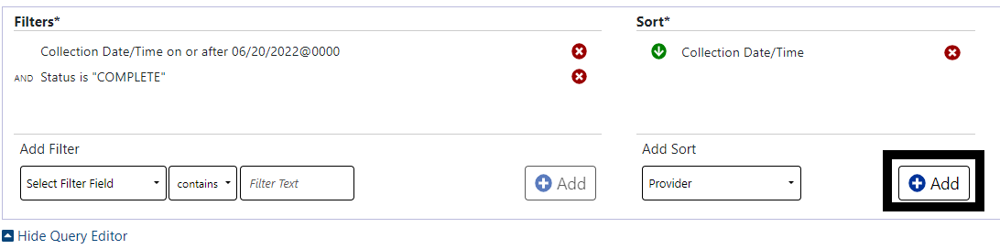 Filters*
Collection Date/Time on or after 06/20/2022@0000
AND Status is "COMPLETE"
Add Filter
Select Filter Field contains Filter Text Add
Sort*
Collection Date/Time
Add Sort
Provider Add
Hide Query Editor